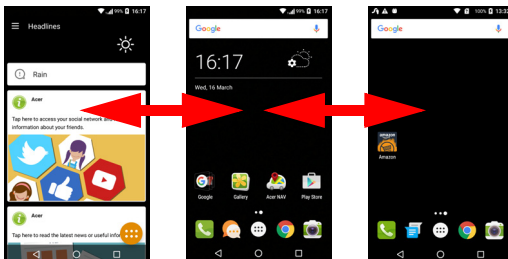 99% 16:17
Headlines
Rain
Acer
Tap here to access your social network and
information about your friends.
Acer
Tap here to read the latest news or useful infor
99% 16:17
Google
16:17
Wed, 16 March
Google
Gallery
Acer NAV
Play Store
100% 13:32
Google
amazon
Amazon